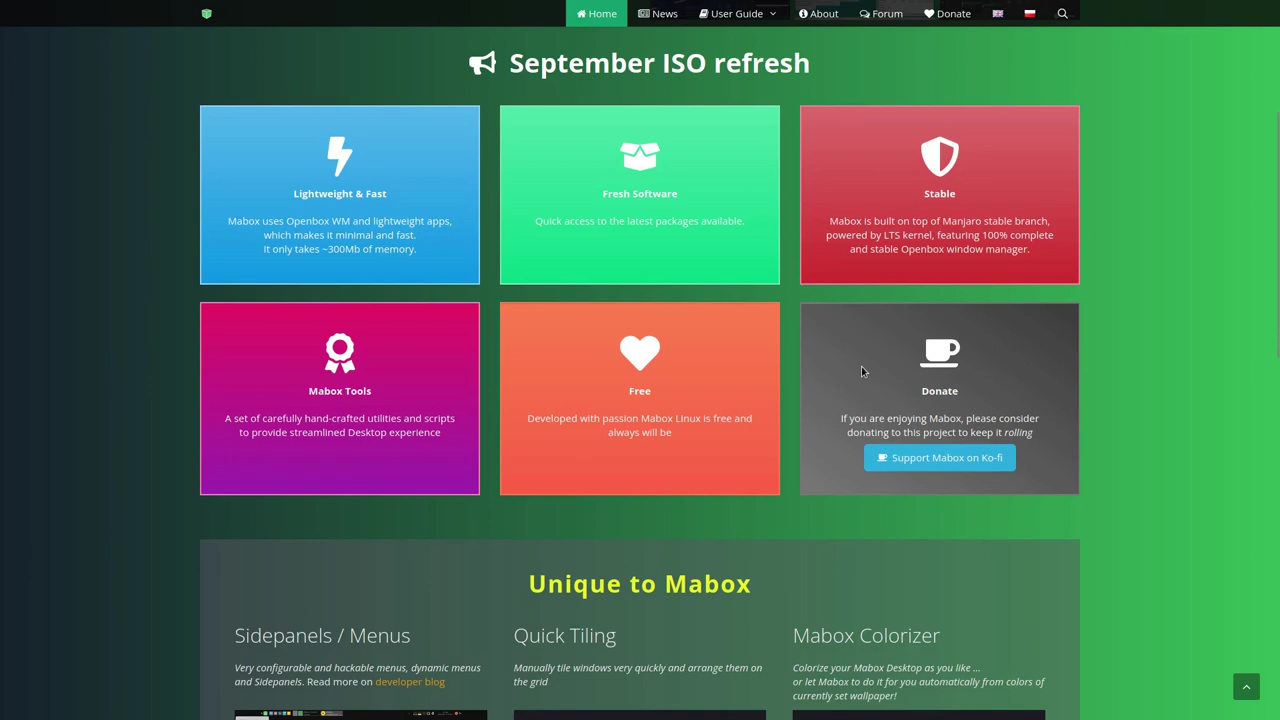 Home News User Guide About Forum Donate
September ISO refresh
Lightweight & Fast
Mabox uses Openbox WM and lightweight apps,
which makes it minimal and fast.
It only takes ~300Mb of memory.
Fresh Software
Quick access to the latest packages available.
Stable
Mabox is built on top of Manjaro stable branch,
powered by LTS kernel, featuring 100% complete
and stable Openbox window manager.
Mabox Tools
A set of carefully hand-crafted utilities and scripts
to provide streamlined Desktop experience
Free
Developed with passion Mabox Linux is free and
always will be
Donate
If you are enjoying Mabox, please consider
donating to this project to keep it rolling
Support Mabox on Ko-fi
Unique to Mabox
Sidepanels / Menus
Very configurable and hackable menus, dynamic menus
and Sidepanels. Read more on developer blog
Quick Tiling
Manually tile windows very quickly and arrange them on
the grid
Mabox Colorizer
Colorize your Mabox Desktop as you like ...
or let Mabox to do it for you automatically from colors of
currently set wallpaper!